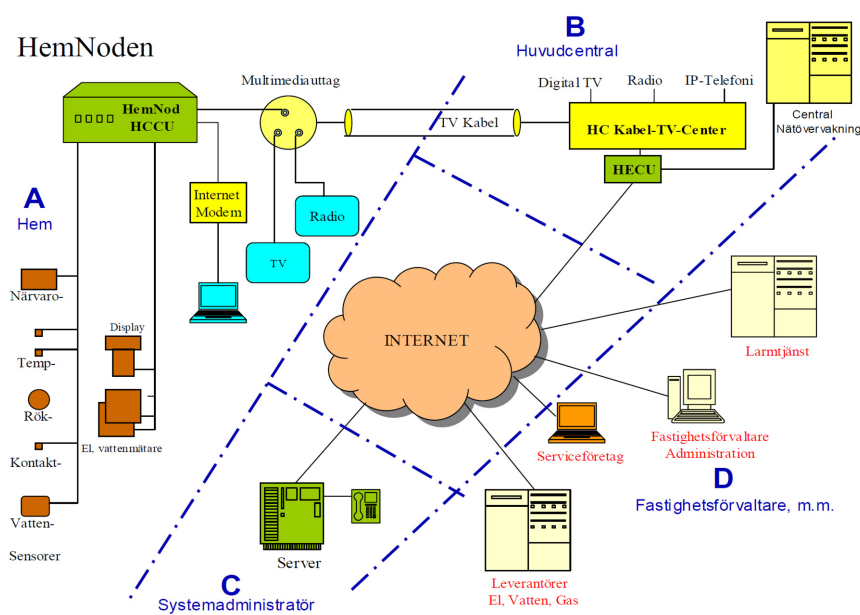 HemNoden
B
Huvudcentral
Multimediauttag
Digital TV
Radio
IP-Telefoni
HemNod
HCCU
TV Kabel
HC Kabel-TV-Center
Central
Nätövervakning
HECU
A
Hem
Internet
Modem
Radio
TV
Närvaro-
Display
Temp-
Rök-
El, vattenmätare
Kontakt-
Vatten-
Sensorer
INTERNET
Larmtjänst
Serviceföretag
Fastighetsförvaltare
Administration
D
Fastighetsförvaltare, m.m.
Server
C
Systemadministratör
Leverantörer
El, Vatten, Gas